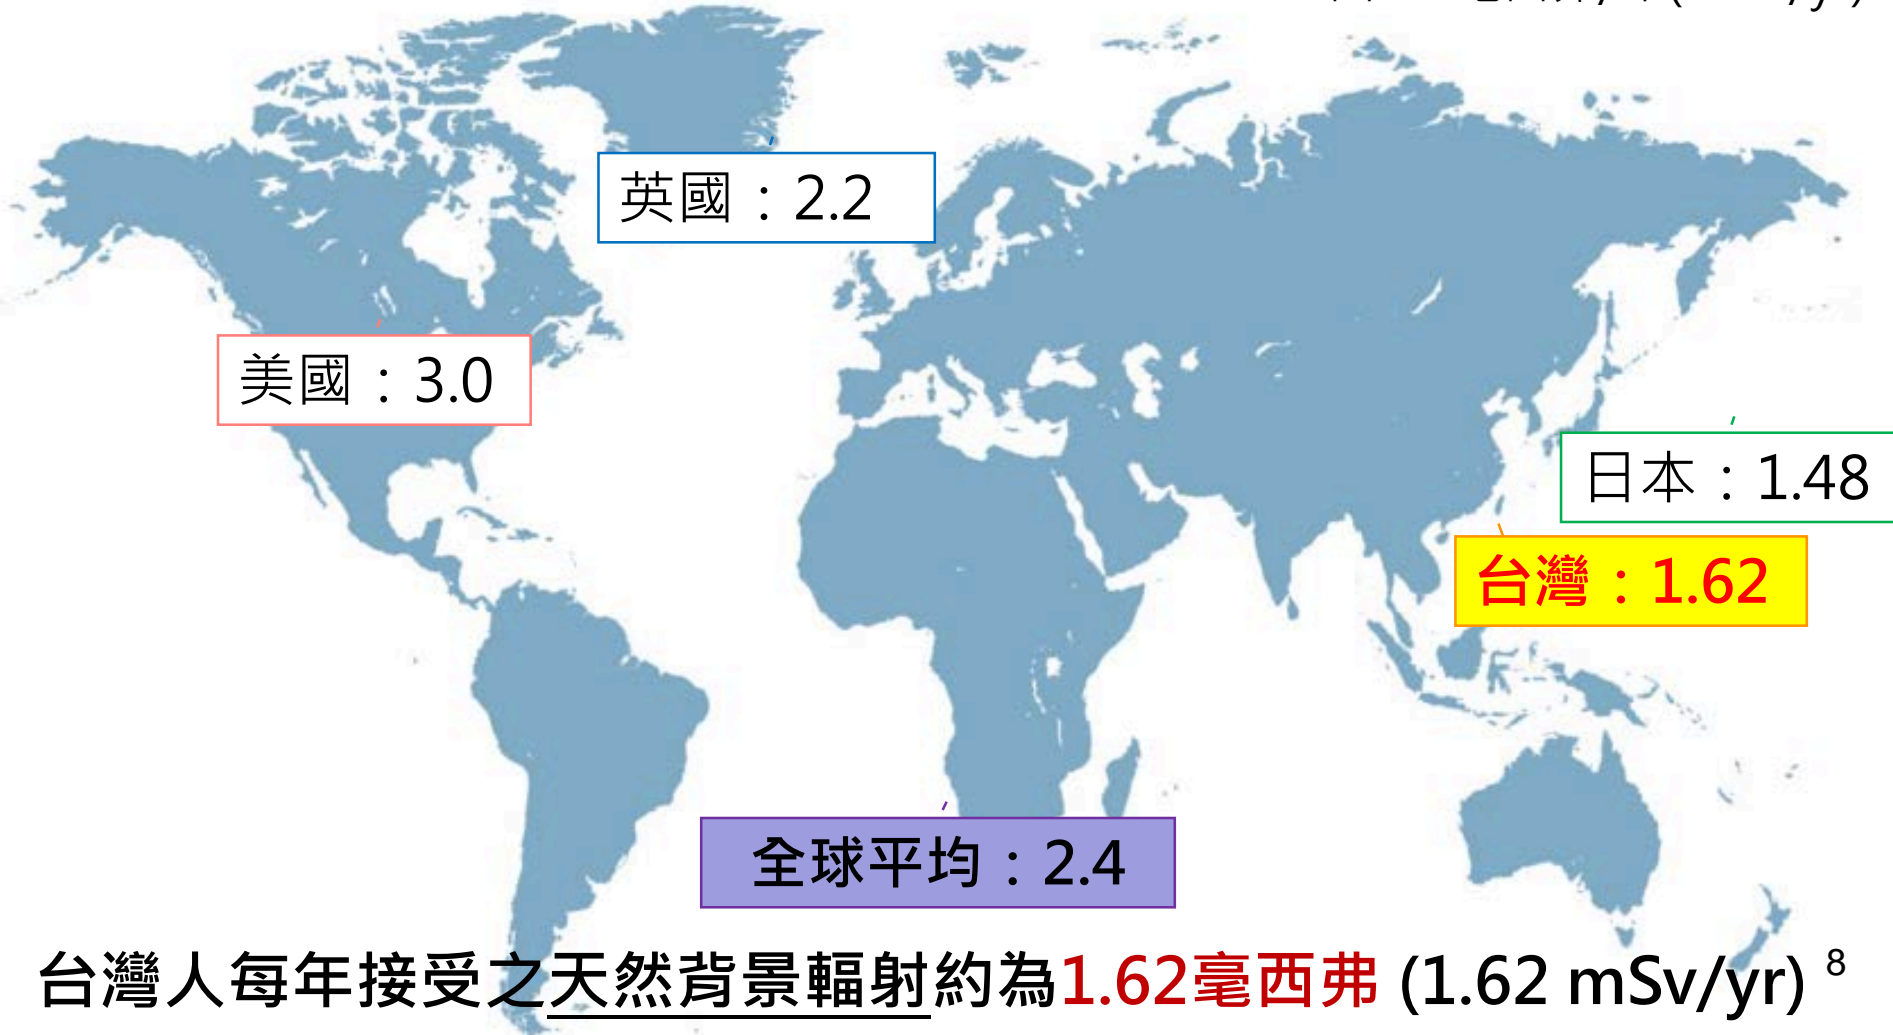 英國：2.2
美國：3.0
日本：1.48
台灣：1.62
全球平均：2.4
台灣人每年接受之天然背景輻射約為1.62毫西弗 (1.62 mSv/yr)
8